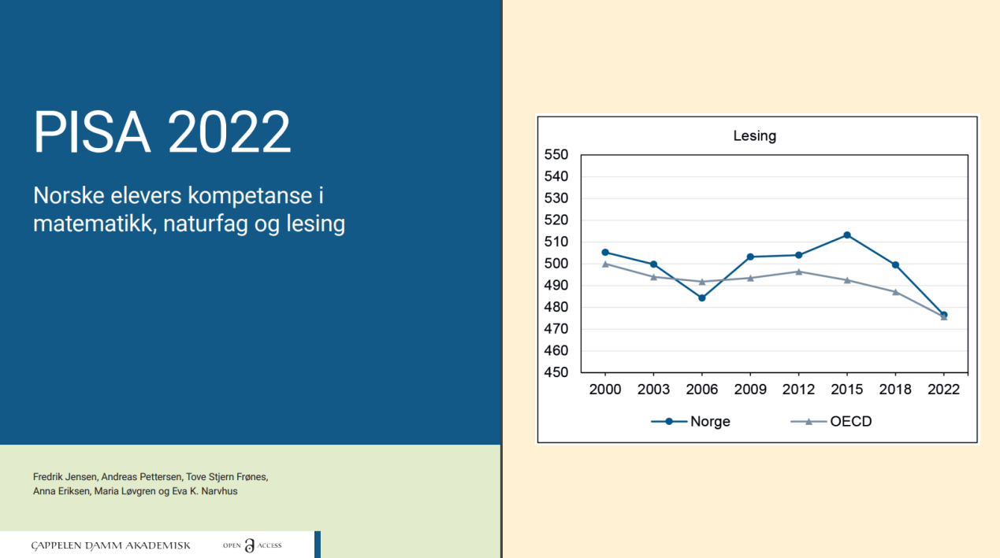 PISA 2022
Norske elevers kompetanse i
matematikk, naturfag og lesing
Fredrik Jensen, Andreas Pettersen, Tove Stjern Frønes,
Anna Eriksen, Maria Løvgren og Eva K. Narvhus
CAPPELEN DAMM AKADEMISK
OPEN ACCESS
Lesing
550
540
530
520
510
500
490
480
470
460
450
2000 2003 2006 2009 2012 2015 2018 2022
Norge OECD